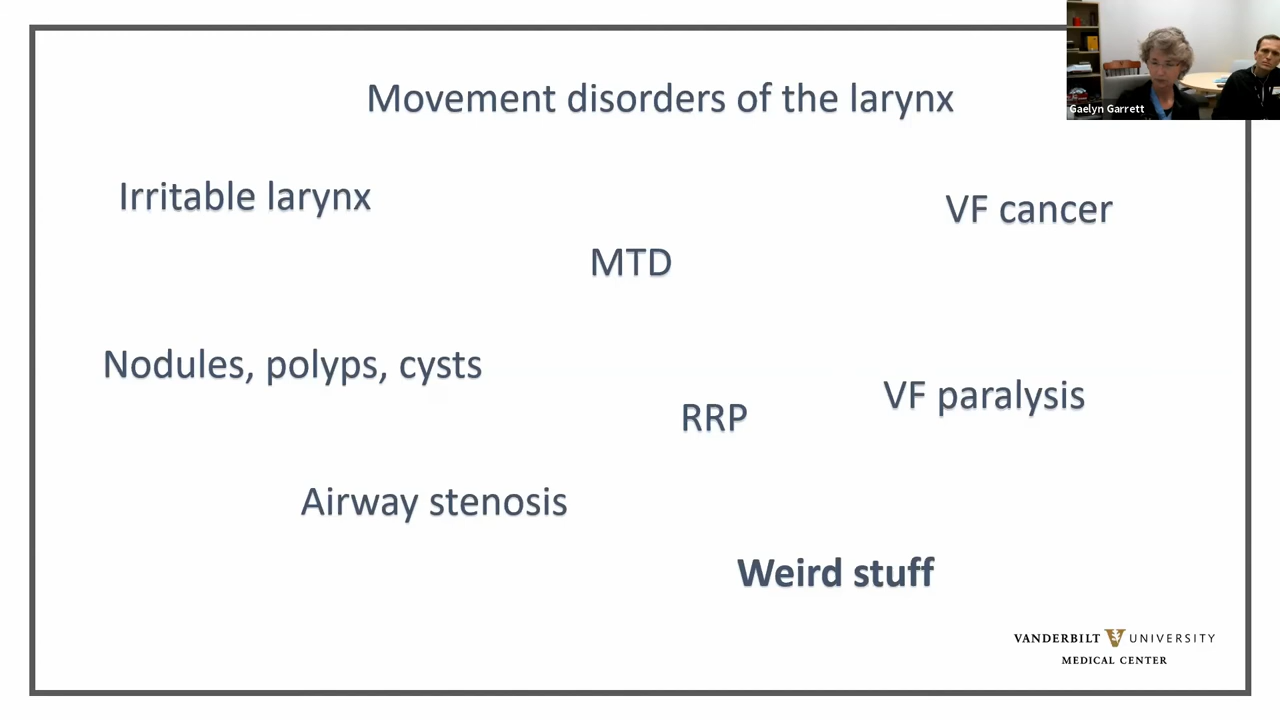 Movement disorders of the larynx
Gaelyn Garrett
Irritable larynx
VF cancer
MTD
Nodules, polyps, cysts
VF paralysis
RRP
Airway stenosis
Weird stuff
VANDERBILT V UNIVERSITY
MEDICAL CENTER